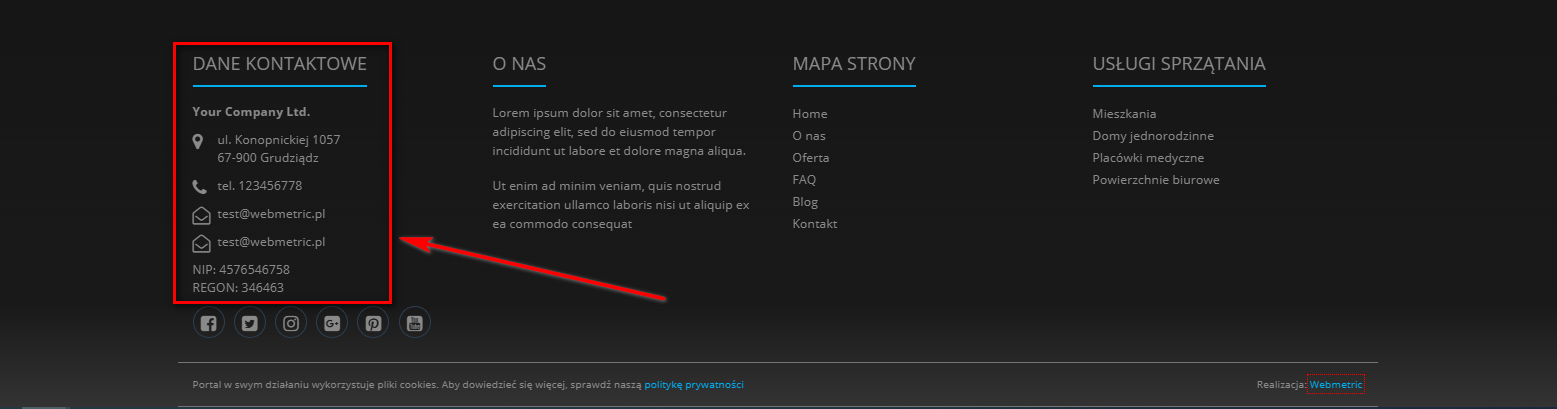 DANE KONTAKTOWE
Your Company Ltd.
ul. Konopnickiej 1057
67-900 Grudziądz
tel. 123456778
test@webmetric.pl
test@webmetric.pl
NIP: 4576546758
REGON: 346463
O NAS
Lorem ipsum dolor sit amet, consectetur
adipiscing elit, sed do eiusmod tempor
incididunt ut labore et dolore magna aliqua.
Ut enim ad minim veniam, quis nostrud
exercitation ullamco laboris nisi ut aliquip ex
ea commodo consequat
MAPA STRONY
Home
O nas
Oferta
FAQ
Blog
Kontakt
USŁUGI SPRZĄTANIA
Mieszkania
Domy jednorodzinne
Placówki medyczne
Powierzchnie biurowe
Portal w swym działaniu wykorzystuje pliki cookies. Aby dowiedzieć się więcej, sprawdź naszą politykę prywatności
Realizacja: Webmetric